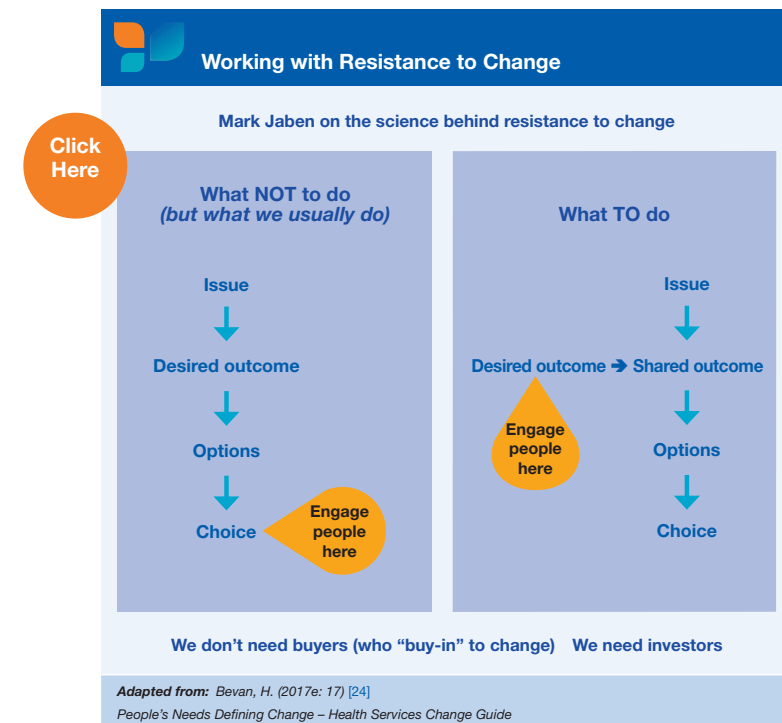 Working with Resistance to Change
Mark Jaben on the science behind resistance to change
Click
Here
What NOT to do
(but what we usually do)
Issue
Desired outcome
Options
Choice
Engage
people
here
What TO do
Issue
Desired outcome ➔ Shared outcome
Engage
people
here
Options
Choice
We don’t need buyers (who “buy-in” to change) We need investors
Adapted from: Bevan, H. (2017e: 17) [24]
People’s Needs Defining Change – Health Services Change Guide